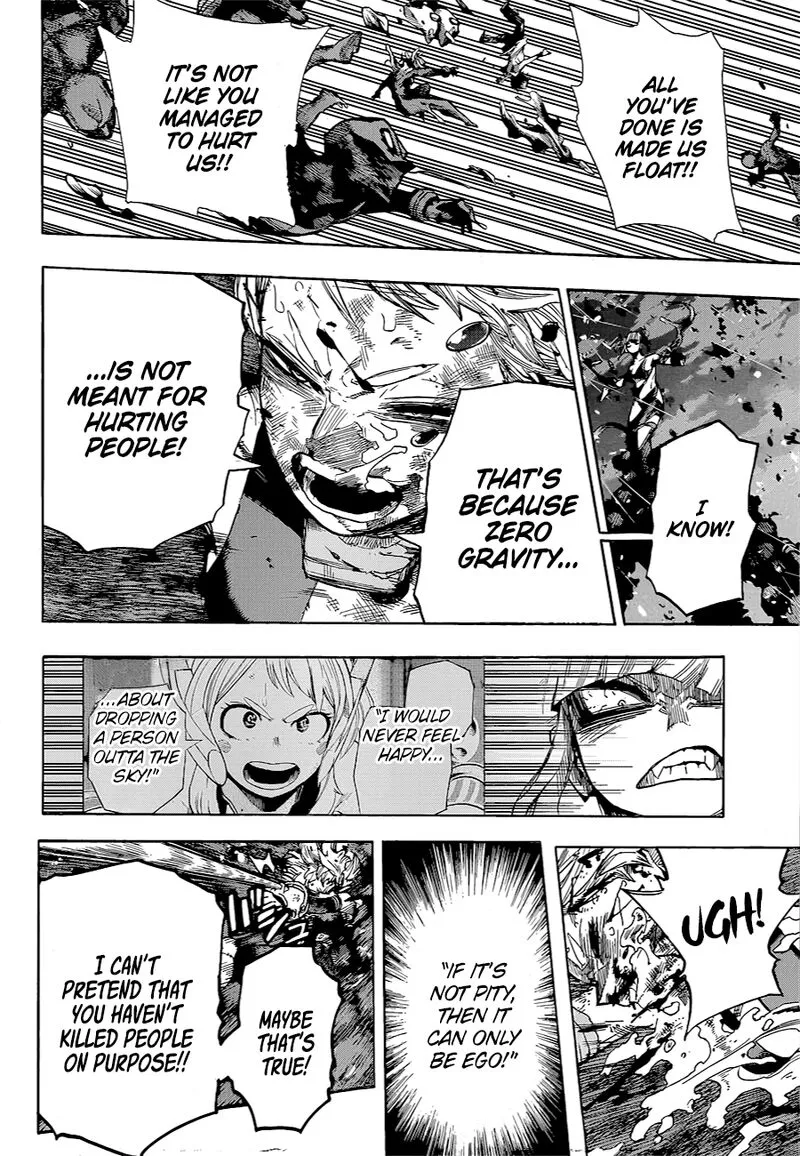 ALL
YOU'VE
DONE IS
MADE US
FLOAT!!
IT'S NOT
LIKE YOU
MANAGED
TO HURT
US!!
I
KNOW!
THAT'S
BECAUSE
ZERO
GRAVITY...
...IS NOT
MEANT FOR
HURTING
PEOPLE!
"I WOULD
NEVER FEEL
HAPPY...
...ABOUT
DROPPING
A PERSON
OUTTA THE
SKY!"
UGH!
"IF IT'S
NOT PITY,
THEN IT
CAN ONLY
BE EGO!"
MAYBE
THAT'S
TRUE!
I CAN'T
PRETEND THAT
YOU HAVEN'T
KILLED PEOPLE
ON PURPOSE!!